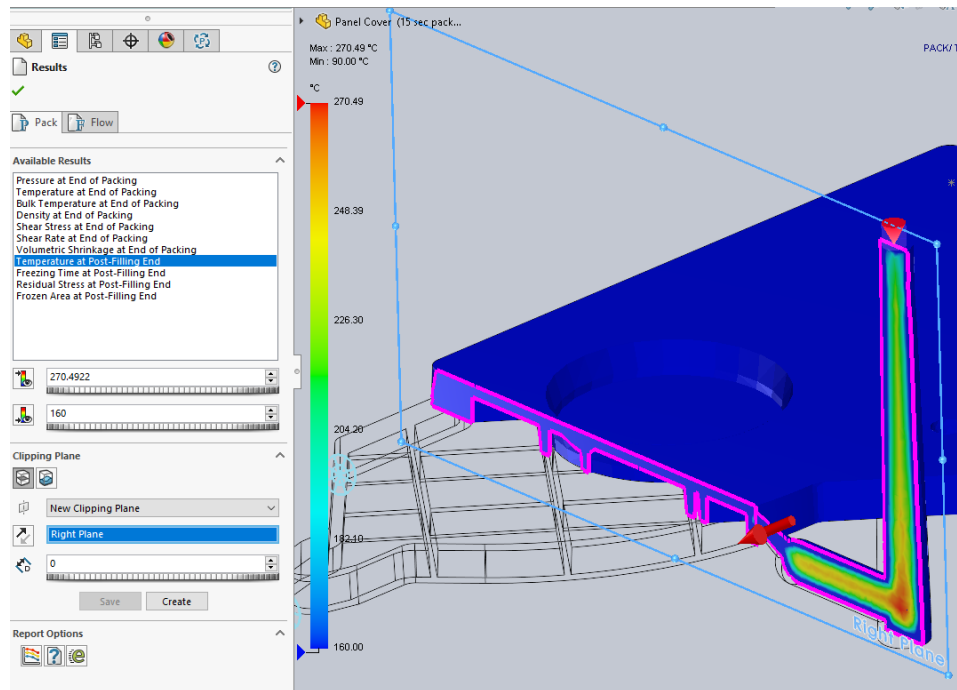 Results
Pack
Flow
Available Results
Pressure at End of Packing
Temperature at End of Packing
Bulk Temperature at End of Packing
Density at End of Packing
Shear Stress at End of Packing
Shear Rate at End of Packing
Volumetric Shrinkage at End of Packing
Temperature at Post-Filling End
Freezing Time at Post-Filling End
Residual Stress at Post-Filling End
Frozen Area at Post-Filling End
270.4922
160
Clipping Plane
New Clipping Plane
Right Plane
0
Save Create
Report Options
Panel Cover (15 sec pack...
Max : 270.49 °C
Min : 90.00 °C
°C
270.49
248.39
226.30
204.20
182.10
160.00
PACK/
Right Plane